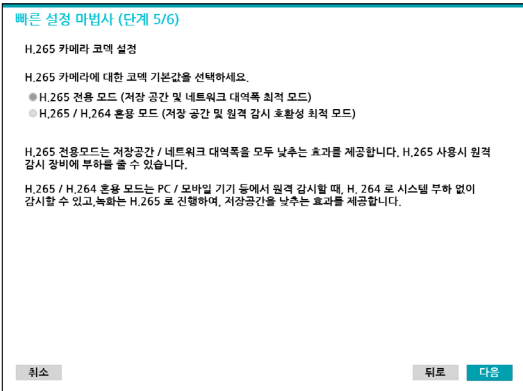 빠른 설정 마법사 (단계 5/6)
H.265 카메라 코덱 설정
H.265 카메라에 대한 코덱 기본값을 선택하세요.
H.265 전용 모드 (저장 공간 및 네트워크 대역폭 최적 모드)
H.265 / H.264 혼용 모드 (저장 공간 및 원격 감시 호환성 최적 모드)
H.265 전용모드는 저장공간 / 네트워크 대역폭을 모두 낮추는 효과를 제공합니다. H.265 사용시 원격
감시 장비에 부하를 줄 수 있습니다.
H.265 / H.264 혼용 모드는 PC / 모바일 기기 등에서 원격 감시할 때, H. 264 로 시스템 부하 없이
감시할 수 있고,녹화는 H.265 로 진행하여, 저장공간을 낮추는 효과를 제공합니다.
취소
뒤로
다음